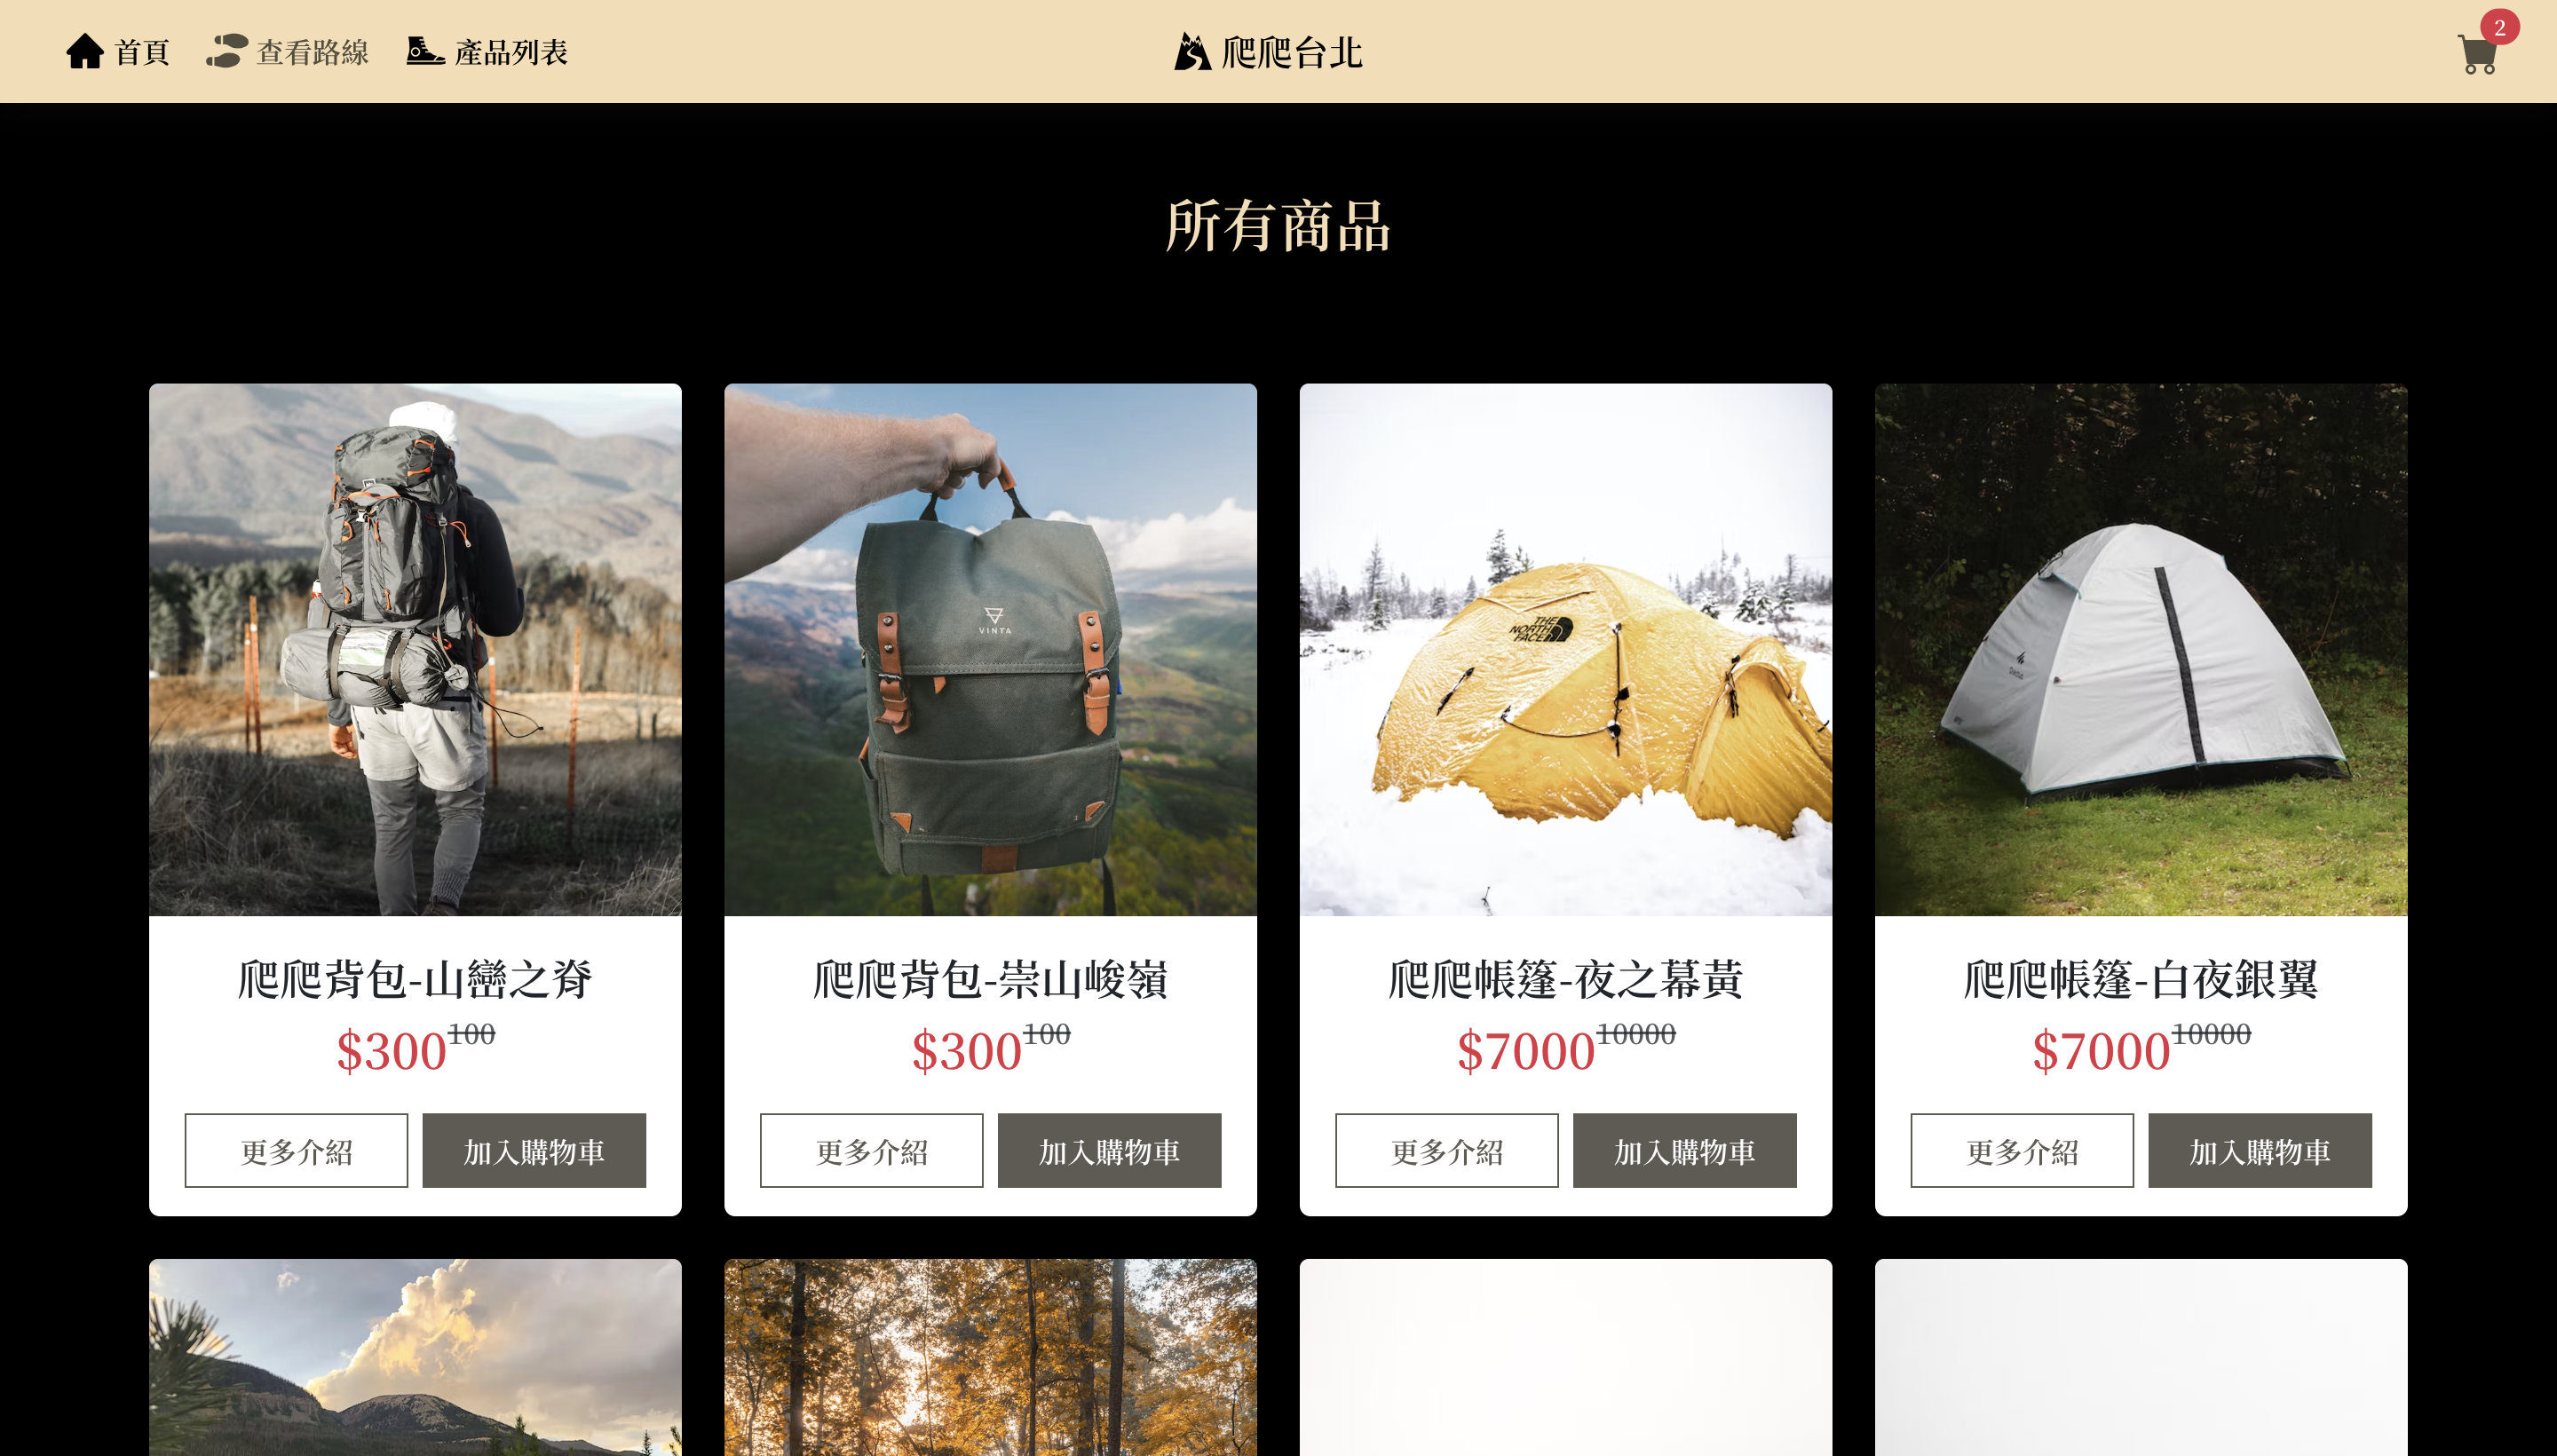 首頁 查看路線 產品列表 爬爬台北 2
所有商品
VINTA
THE
NORTH
FACE
爬爬背包-山巒之脊
$300 100
更多介紹 加入購物車
爬爬背包-崇山峻嶺
$300 100
更多介紹 加入購物車
爬爬帳篷-夜之幕黃
$7000 10000
更多介紹 加入購物車
爬爬帳篷-白夜銀翼
$7000 10000
更多介紹 加入購物車